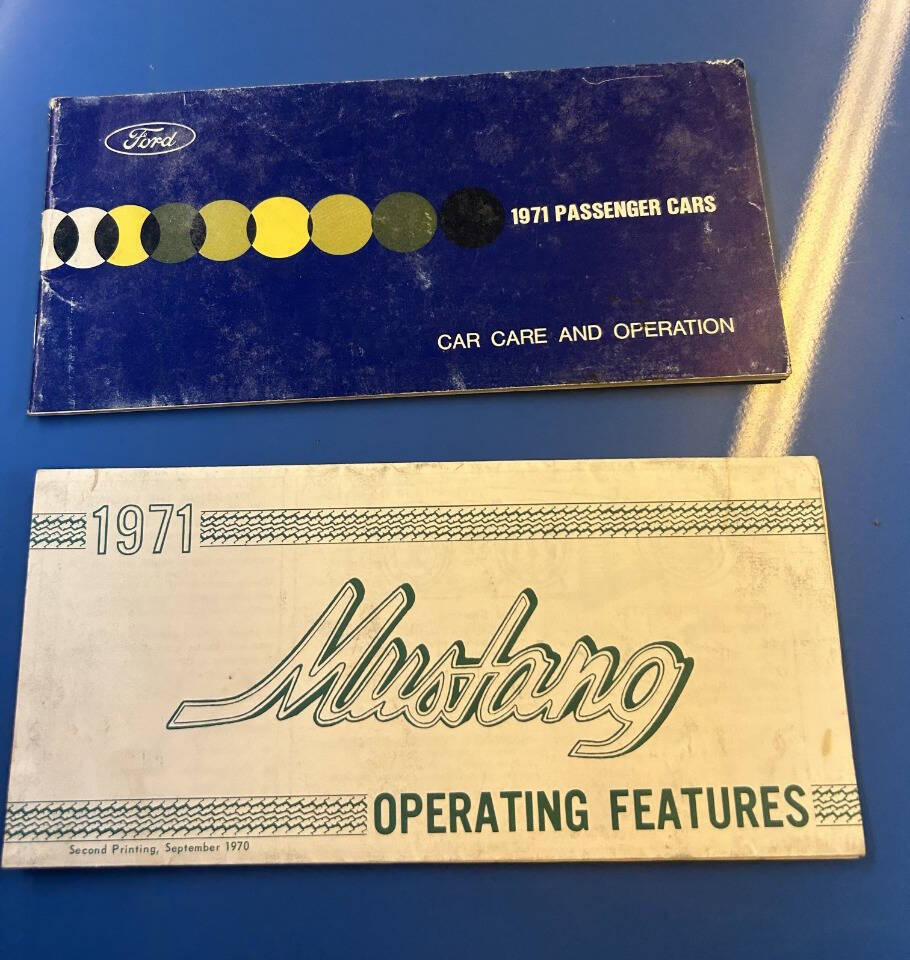 Ford
1971 PASSENGER CARS
CAR CARE AND OPERATION
1971
Mustang
OPERATING FEATURES
Second Printing, September 1970